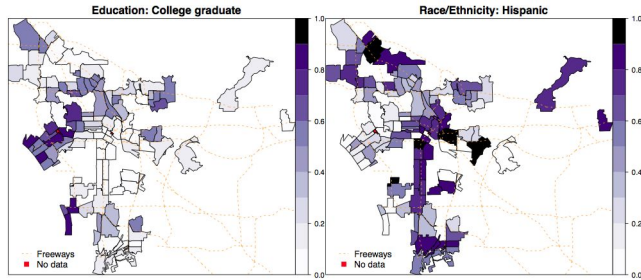 Education: College graduate
1.0
0.8
0.6
0.4
0.2
0.0
Freeways
No data
Race/Ethnicity: Hispanic
1.0
0.8
0.6
0.4
0.2
0.0
Freeways
No data